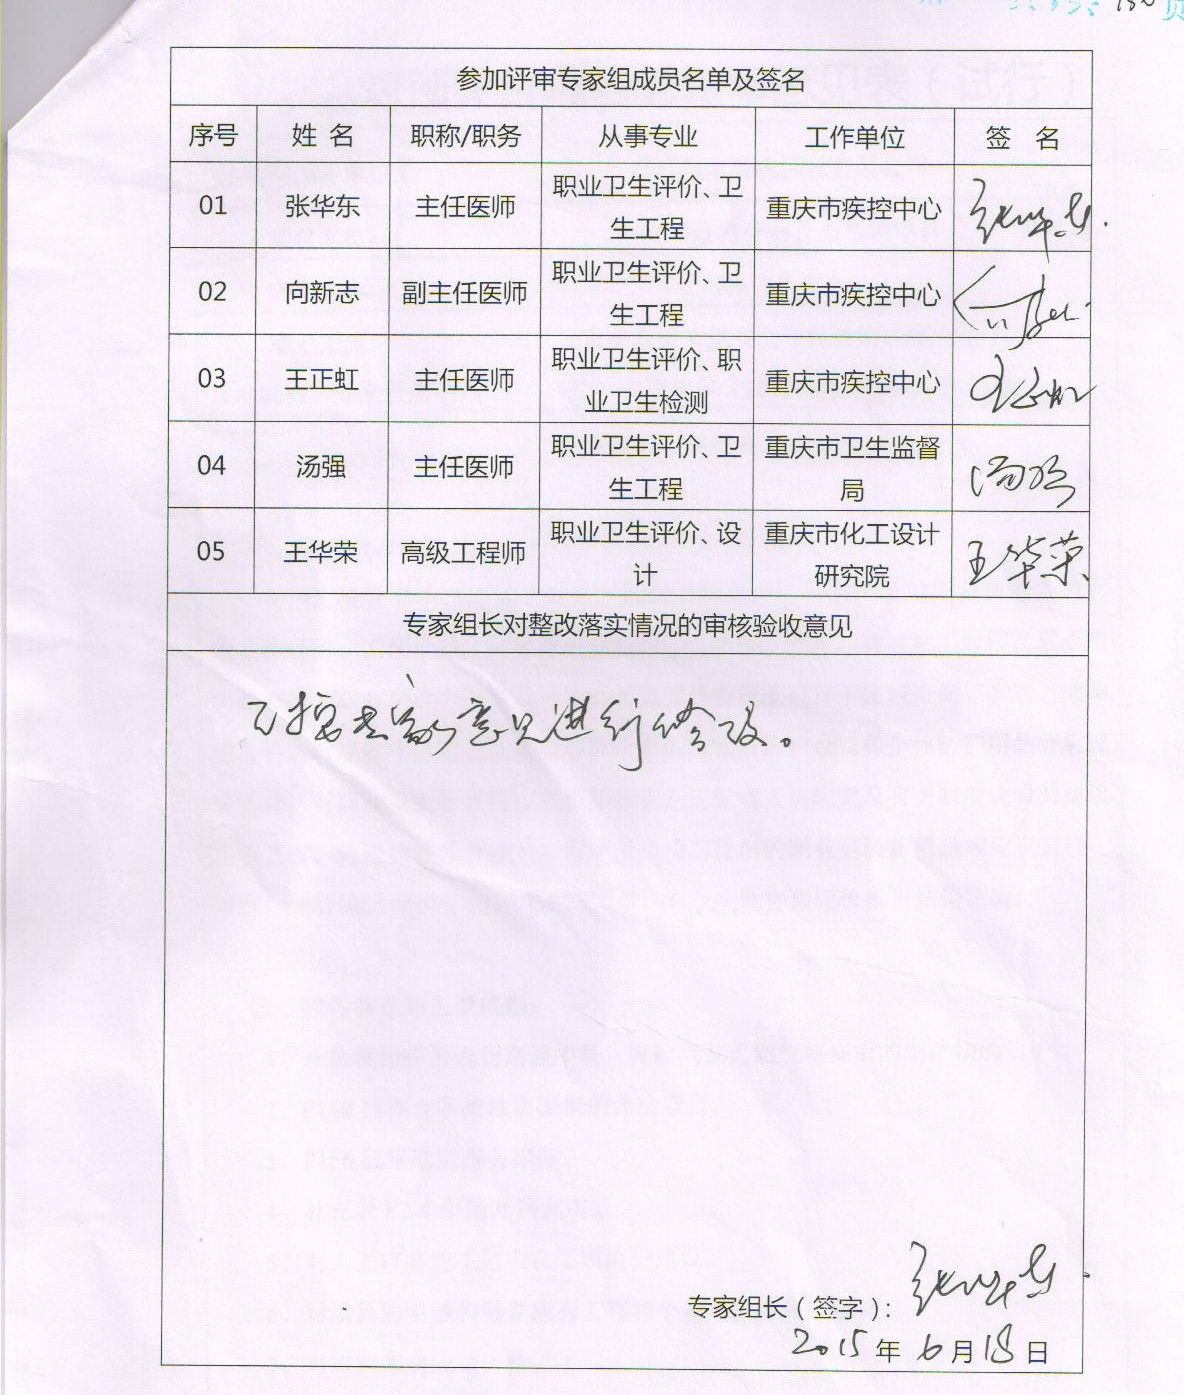 参加评审专家组成员名单及签名
序号 姓 名 职称/职务 从事专业 工作单位 签 名
01 张华东 主任医师 职业卫生评价、卫生工程 重庆市疾控中心 张华东
02 向新志 副主任医师 职业卫生评价、卫生工程 重庆市疾控中心
03 王正虹 主任医师 职业卫生评价、职业卫生检测 重庆市疾控中心 王正虹
04 汤强 主任医师 职业卫生评价、卫生工程 重庆市卫生监督局 汤强
05 王华荣 高级工程师 职业卫生评价、设计 重庆市化工设计研究院 王华荣
专家组长对整改落实情况的审核验收意见
已按专家意见进行修改。
专家组长（签字）：张华东
2015年6月18日